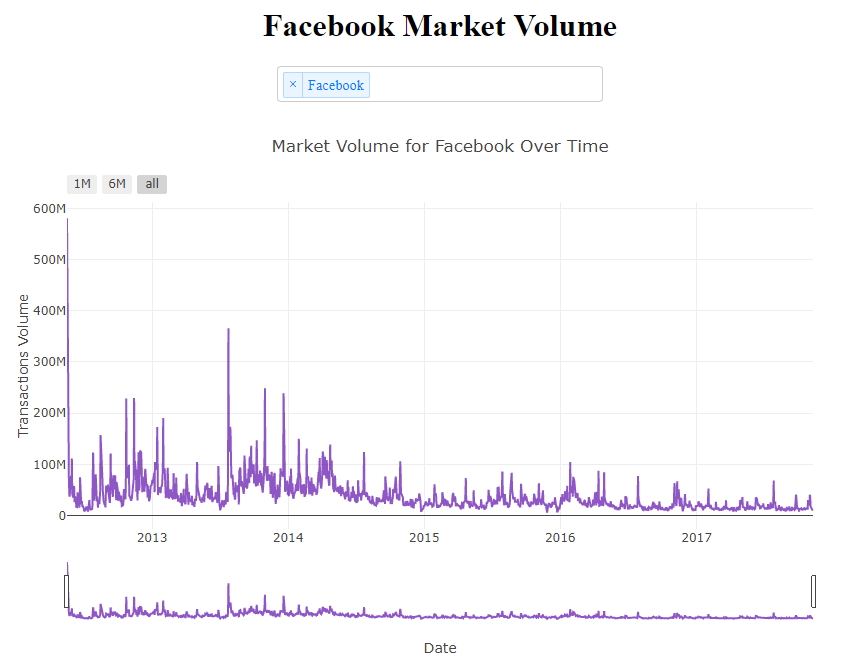 Facebook Market Volume
× Facebook
Market Volume for Facebook Over Time
1M 6M all
600M
500M
400M
300M
200M
100M
0
Transactions Volume
2013 2014 2015 2016 2017
Date